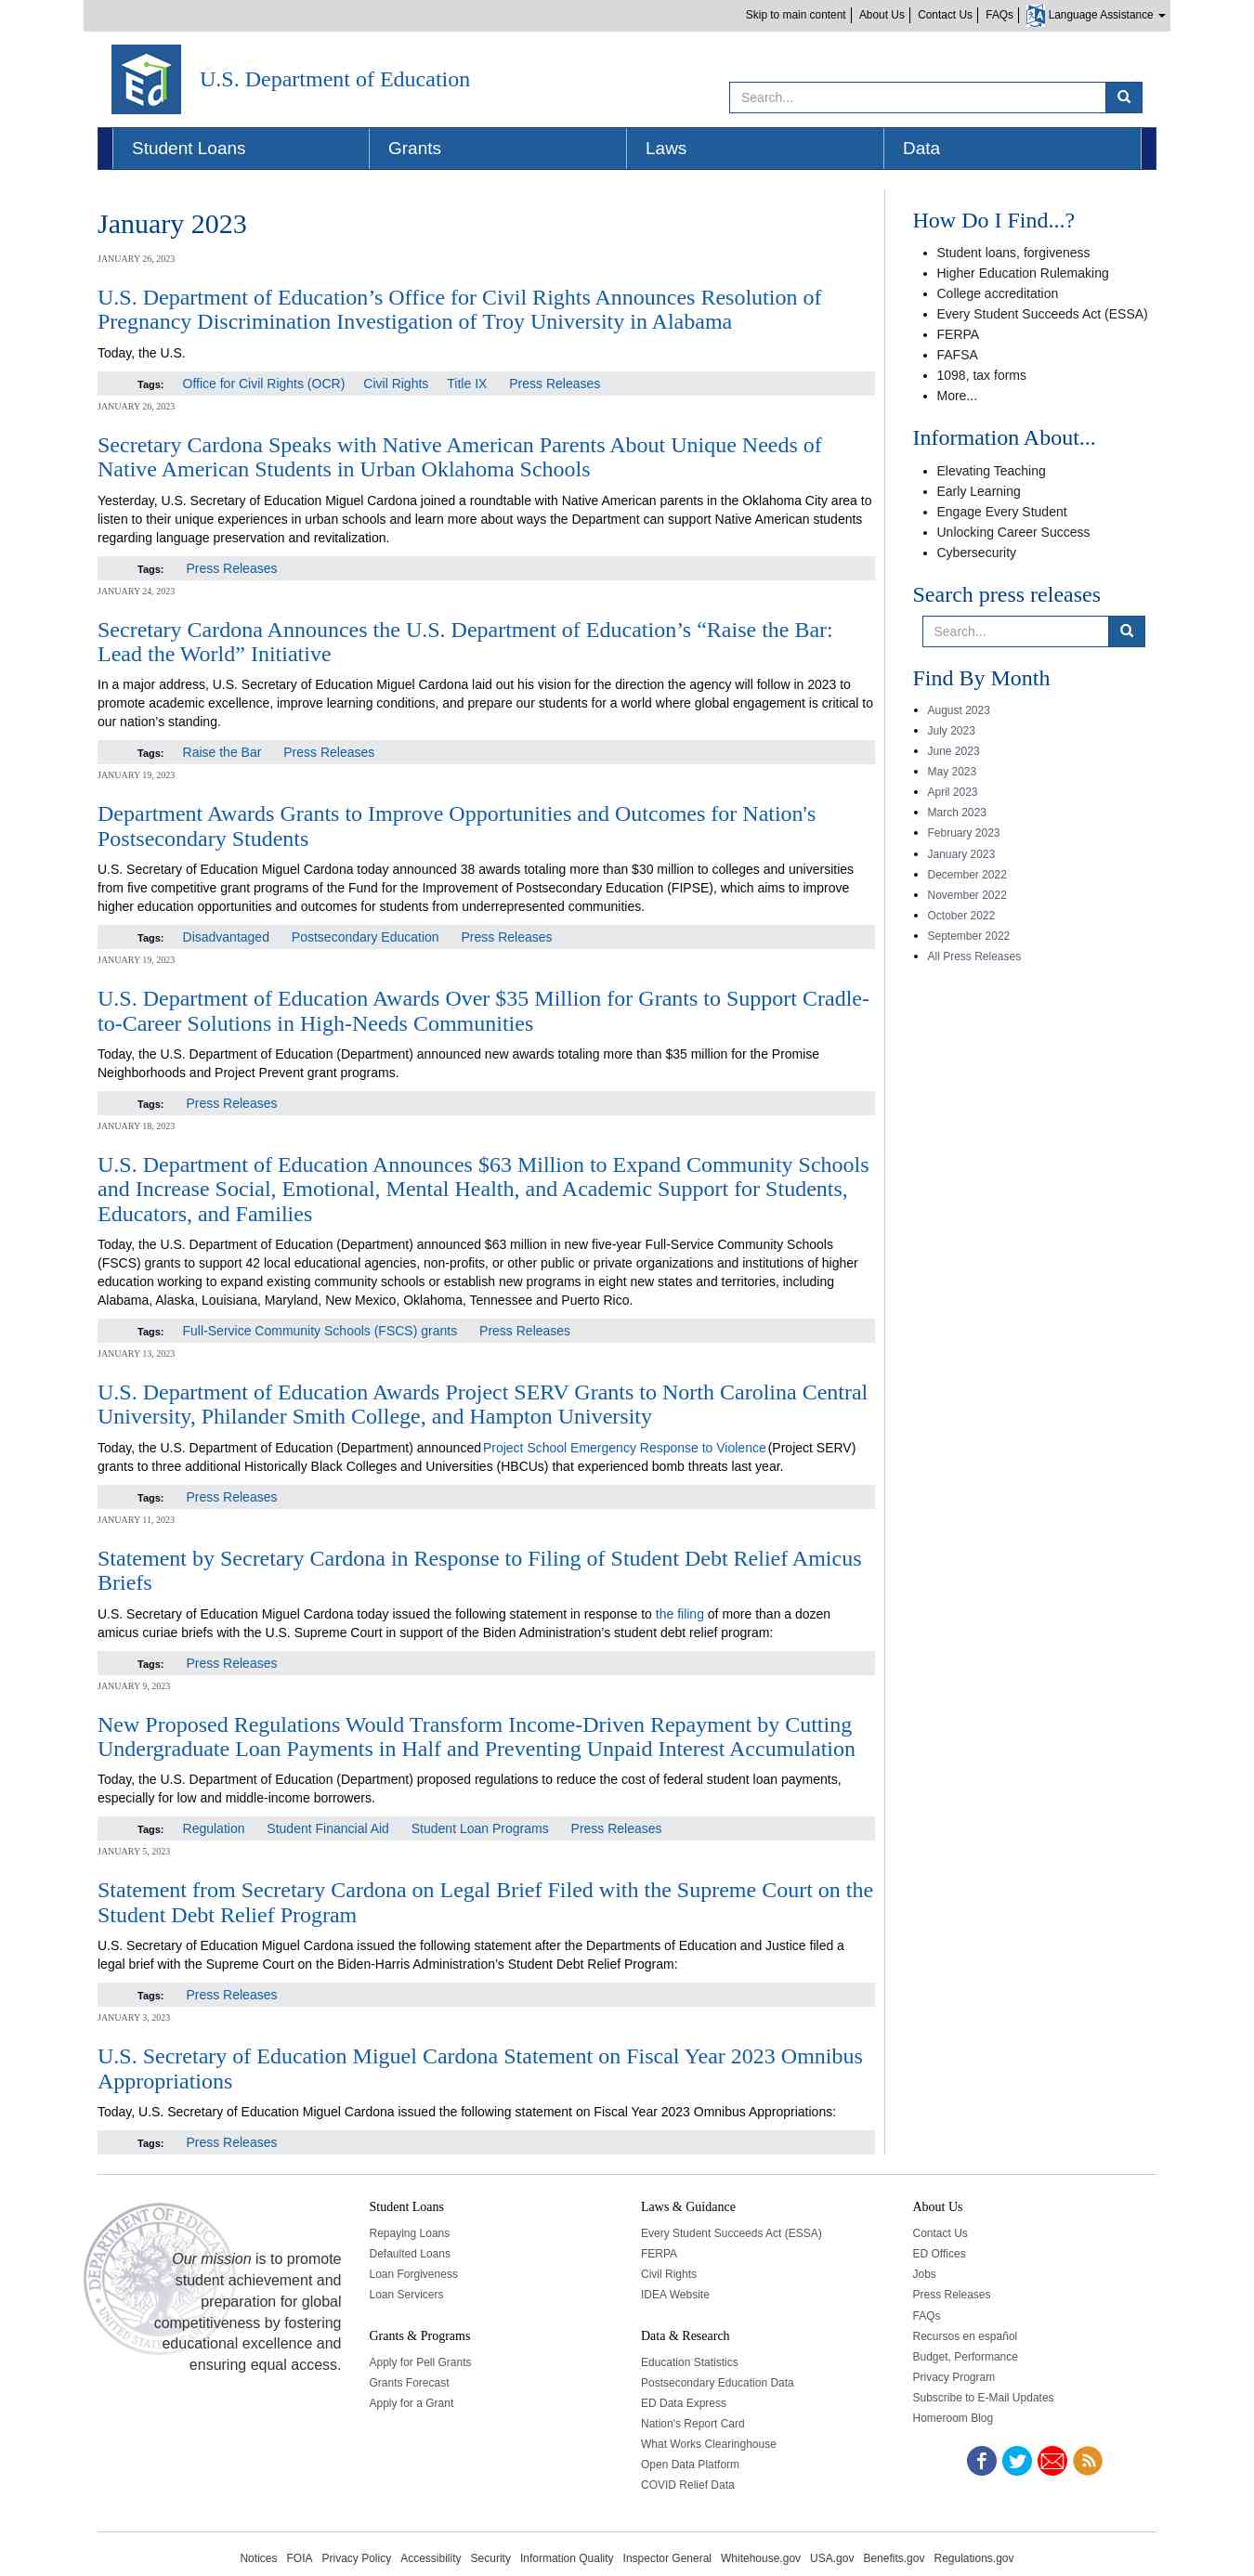 Skip to main content
About Us
Contact Us
FAQs
Language Assistance
U.S. Department of Education
Search...
Student Loans
Grants
Laws
Data
January 2023
JANUARY 26, 2023
U.S. Department of Education’s Office for Civil Rights Announces Resolution of
Pregnancy Discrimination Investigation of Troy University in Alabama
Today, the U.S.
Tags: Office for Civil Rights (OCR) Civil Rights Title IX Press Releases
JANUARY 26, 2023
Secretary Cardona Speaks with Native American Parents About Unique Needs of
Native American Students in Urban Oklahoma Schools
Yesterday, U.S. Secretary of Education Miguel Cardona joined a roundtable with Native American parents in the Oklahoma City area to
listen to their unique experiences in urban schools and learn more about ways the Department can support Native American students
regarding language preservation and revitalization.
Tags: Press Releases
JANUARY 24, 2023
Secretary Cardona Announces the U.S. Department of Education’s “Raise the Bar:
Lead the World” Initiative
In a major address, U.S. Secretary of Education Miguel Cardona laid out his vision for the direction the agency will follow in 2023 to
promote academic excellence, improve learning conditions, and prepare our students for a world where global engagement is critical to
our nation’s standing.
Tags: Raise the Bar Press Releases
JANUARY 19, 2023
Department Awards Grants to Improve Opportunities and Outcomes for Nation's
Postsecondary Students
U.S. Secretary of Education Miguel Cardona today announced 38 awards totaling more than $30 million to colleges and universities
from five competitive grant programs of the Fund for the Improvement of Postsecondary Education (FIPSE), which aims to improve
higher education opportunities and outcomes for students from underrepresented communities.
Tags: Disadvantaged Postsecondary Education Press Releases
JANUARY 19, 2023
U.S. Department of Education Awards Over $35 Million for Grants to Support Cradle-
to-Career Solutions in High-Needs Communities
Today, the U.S. Department of Education (Department) announced new awards totaling more than $35 million for the Promise
Neighborhoods and Project Prevent grant programs.
Tags: Press Releases
JANUARY 18, 2023
U.S. Department of Education Announces $63 Million to Expand Community Schools
and Increase Social, Emotional, Mental Health, and Academic Support for Students,
Educators, and Families
Today, the U.S. Department of Education (Department) announced $63 million in new five-year Full-Service Community Schools
(FSCS) grants to support 42 local educational agencies, non-profits, or other public or private organizations and institutions of higher
education working to expand existing community schools or establish new programs in eight new states and territories, including
Alabama, Alaska, Louisiana, Maryland, New Mexico, Oklahoma, Tennessee and Puerto Rico.
Tags: Full-Service Community Schools (FSCS) grants Press Releases
JANUARY 13, 2023
U.S. Department of Education Awards Project SERV Grants to North Carolina Central
University, Philander Smith College, and Hampton University
Today, the U.S. Department of Education (Department) announced Project School Emergency Response to Violence (Project SERV)
grants to three additional Historically Black Colleges and Universities (HBCUs) that experienced bomb threats last year.
Tags: Press Releases
JANUARY 11, 2023
Statement by Secretary Cardona in Response to Filing of Student Debt Relief Amicus
Briefs
U.S. Secretary of Education Miguel Cardona today issued the following statement in response to the filing of more than a dozen
amicus curiae briefs with the U.S. Supreme Court in support of the Biden Administration’s student debt relief program:
Tags: Press Releases
JANUARY 9, 2023
New Proposed Regulations Would Transform Income-Driven Repayment by Cutting
Undergraduate Loan Payments in Half and Preventing Unpaid Interest Accumulation
Today, the U.S. Department of Education (Department) proposed regulations to reduce the cost of federal student loan payments,
especially for low and middle-income borrowers.
Tags: Regulation Student Financial Aid Student Loan Programs Press Releases
JANUARY 5, 2023
Statement from Secretary Cardona on Legal Brief Filed with the Supreme Court on the
Student Debt Relief Program
U.S. Secretary of Education Miguel Cardona issued the following statement after the Departments of Education and Justice filed a
legal brief with the Supreme Court on the Biden-Harris Administration’s Student Debt Relief Program:
Tags: Press Releases
JANUARY 3, 2023
U.S. Secretary of Education Miguel Cardona Statement on Fiscal Year 2023 Omnibus
Appropriations
Today, U.S. Secretary of Education Miguel Cardona issued the following statement on Fiscal Year 2023 Omnibus Appropriations:
Tags: Press Releases
How Do I Find...?
Student loans, forgiveness
Higher Education Rulemaking
College accreditation
Every Student Succeeds Act (ESSA)
FERPA
FAFSA
1098, tax forms
More...
Information About...
Elevating Teaching
Early Learning
Engage Every Student
Unlocking Career Success
Cybersecurity
Search press releases
Search...
Find By Month
August 2023
July 2023
June 2023
May 2023
April 2023
March 2023
February 2023
January 2023
December 2022
November 2022
October 2022
September 2022
All Press Releases
Our mission is to promote
student achievement and
preparation for global
competitiveness by fostering
educational excellence and
ensuring equal access.
Student Loans
Repaying Loans
Defaulted Loans
Loan Forgiveness
Loan Servicers
Grants & Programs
Apply for Pell Grants
Grants Forecast
Apply for a Grant
Laws & Guidance
Every Student Succeeds Act (ESSA)
FERPA
Civil Rights
IDEA Website
Data & Research
Education Statistics
Postsecondary Education Data
ED Data Express
Nation's Report Card
What Works Clearinghouse
Open Data Platform
COVID Relief Data
About Us
Contact Us
ED Offices
Jobs
Press Releases
FAQs
Recursos en español
Budget, Performance
Privacy Program
Subscribe to E-Mail Updates
Homeroom Blog
Notices FOIA Privacy Policy Accessibility Security Information Quality Inspector General Whitehouse.gov USA.gov Benefits.gov Regulations.gov